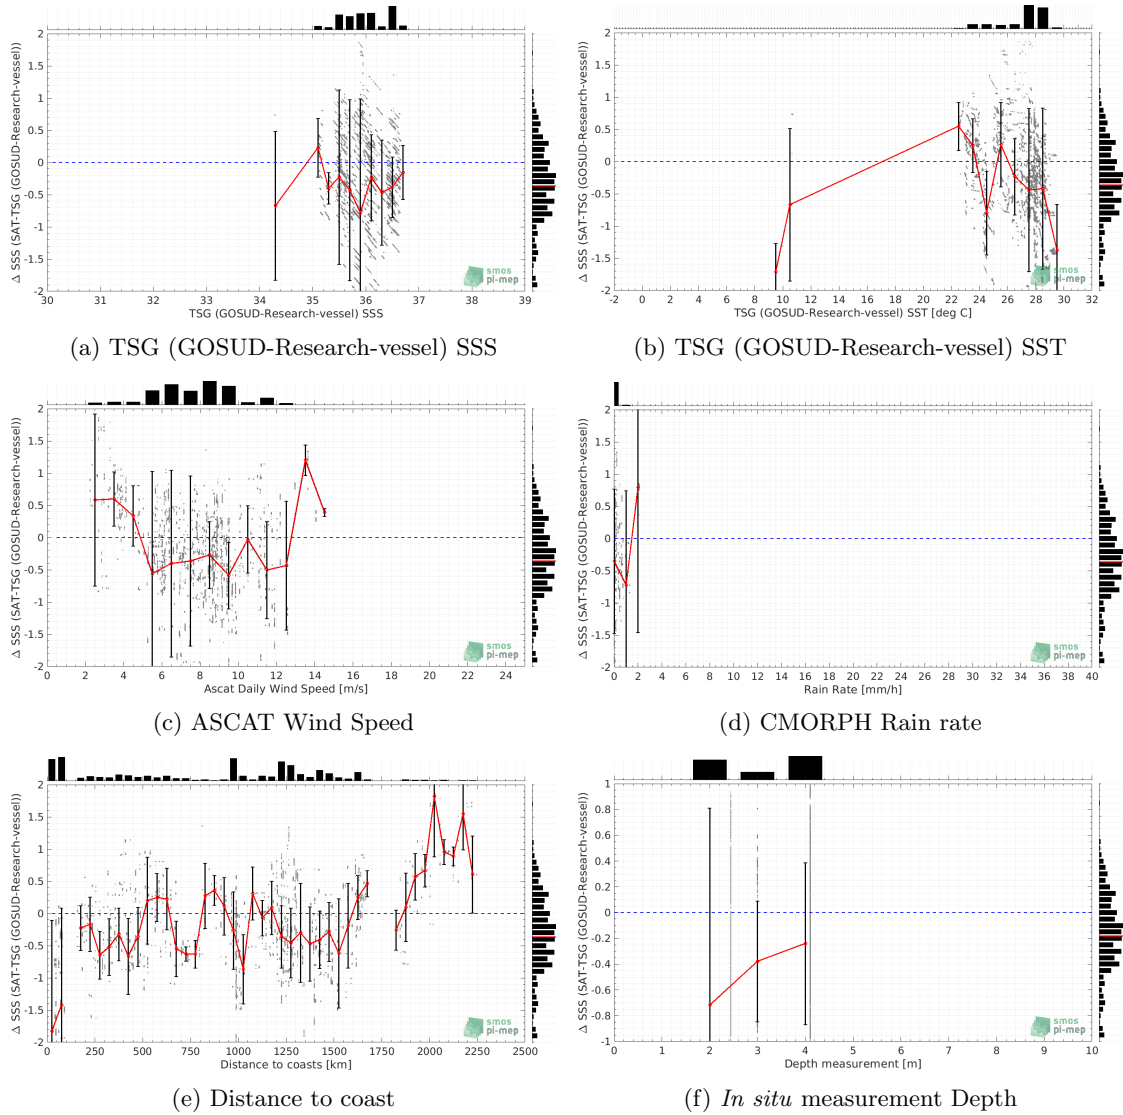 Δ SSS (SAT-TSG (GOSUD-Research-vessel))
2
1.5
1
0.5
0
-0.5
-1
-1.5
-2
30 31 32 33 34 35 36 37 38 39
TSG (GOSUD-Research-vessel) SSS
smos
pi-mep
(a) TSG (GOSUD-Research-vessel) SSS
Δ SSS (SAT-TSG (GOSUD-Research-vessel))
2
1.5
1
0.5
0
-0.5
-1
-1.5
-2
-2 0 2 4 6 8 10 12 14 16 18 20 22 24 26 28 30 32
TSG (GOSUD-Research-vessel) SST [deg C]
smos
pi-mep
(b) TSG (GOSUD-Research-vessel) SST
Δ SSS (SAT-TSG (GOSUD-Research-vessel))
2
1.5
1
0.5
0
-0.5
-1
-1.5
-2
0 2 4 6 8 10 12 14 16 18 20 22 24
Ascat Daily Wind Speed [m/s]
smos
pi-mep
(c) ASCAT Wind Speed
Δ SSS (SAT-TSG (GOSUD-Research-vessel))
2
1.5
1
0.5
0
-0.5
-1
-1.5
-2
0 2 4 6 8 10 12 14 16 18 20 22 24 26 28 30 32 34 36 38 40
Rain Rate [mm/h]
smos
pi-mep
(d) CMORPH Rain rate
Δ SSS (SAT-TSG (GOSUD-Research-vessel))
2
1.5
1
0.5
0
-0.5
-1
-1.5
-2
0 250 500 750 1000 1250 1500 1750 2000 2250 2500
Distance to coasts [km]
smos
pi-mep
(e) Distance to coast
Δ SSS (SAT-TSG (GOSUD-Research-vessel))
1
0.8
0.6
0.4
0.2
0
-0.2
-0.4
-0.6
-0.8
-1
0 1 2 3 4 5 6 7 8 9 10
Depth measurement [m]
smos
pi-mep
(f) In situ measurement Depth